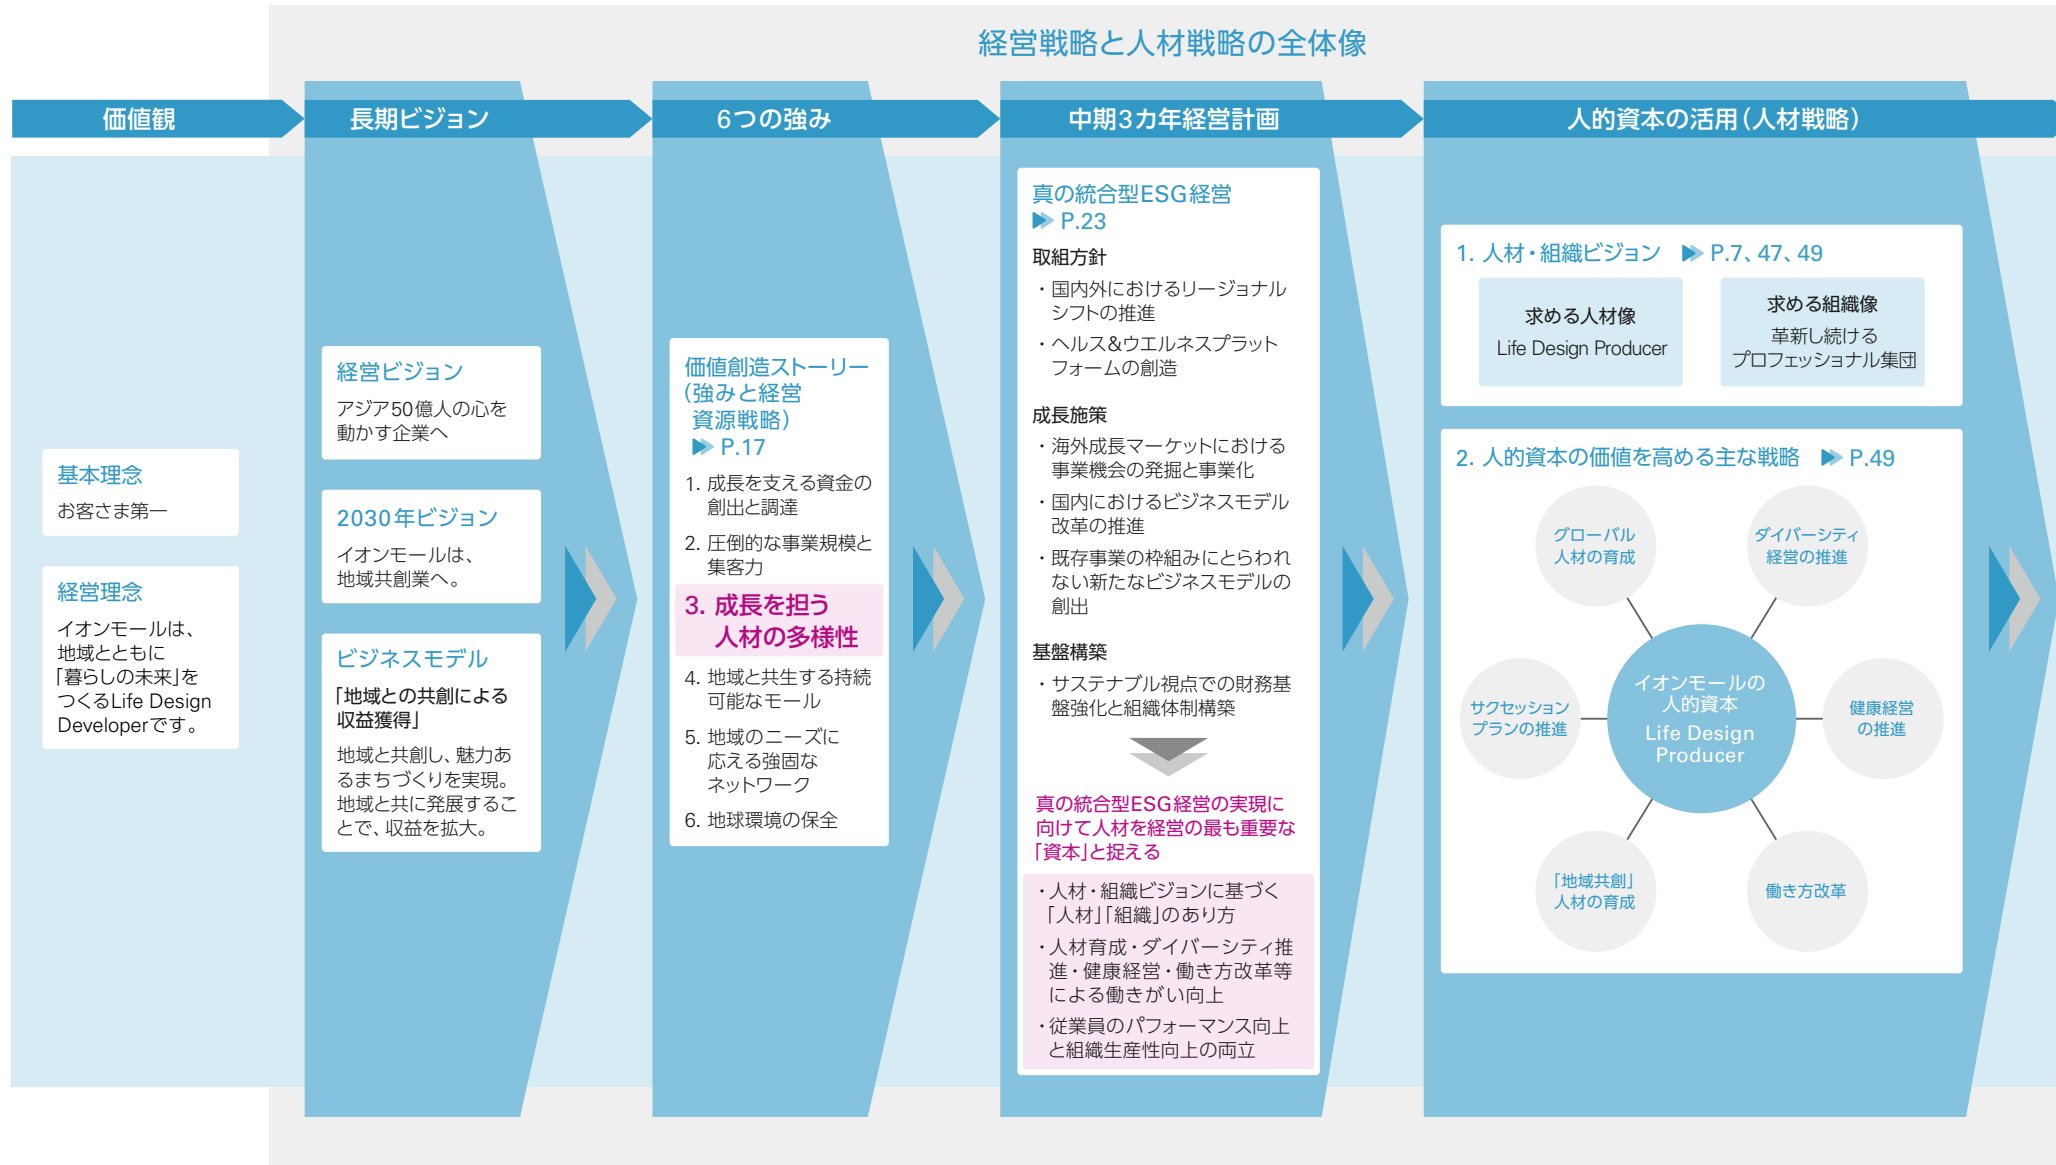 経営戦略と人材戦略の全体像
価値観
長期ビジョン
6つの強み
中期3カ年経営計画
人的資本の活用（人材戦略）
基本理念
お客さま第一
経営理念
イオンモールは、
地域とともに
「暮らしの未来」を
つくるLife Design
Developerです。
経営ビジョン
アジア50億人の心を
動かす企業へ
2030年ビジョン
イオンモールは、
地域共創業へ。
ビジネスモデル
「地域との共創による
収益獲得」
地域と共創し、魅力あ
るまちづくりを実現。
地域と共に発展するこ
とで、収益を拡大。
価値創造ストーリー
（強みと経営
資源戦略）
P.17
1. 成長を支える資金の
創出と調達
2. 圧倒的な事業規模と
集客力
3. 成長を担う
人材の多様性
4. 地域と共生する持続
可能なモール
5. 地域のニーズに
応える強固な
ネットワーク
6. 地球環境の保全
真の統合型ESG経営
P.23
取組方針
・国内外におけるリージョナル
シフトの推進
・ヘルス&ウエルネスプラット
フォームの創造
成長施策
・海外成長マーケットにおける
事業機会の発掘と事業化
・国内におけるビジネスモデル
改革の推進
・既存事業の枠組みにとらわれ
ない新たなビジネスモデルの
創出
基盤構築
・サステナブル視点での財務基
盤強化と組織体制構築
真の統合型ESG経営の実現に
向けて人材を経営の最も重要な
「資本」と捉える
・人材・組織ビジョンに基づく
「人材」「組織」のあり方
・人材育成・ダイバーシティ推
進・健康経営・働き方改革等
による働きがい向上
・従業員のパフォーマンス向上
と組織生産性向上の両立
1. 人材・組織ビジョン P.7、47、49
求める人材像
Life Design Producer
求める組織像
革新し続ける
プロフェッショナル集団
2. 人的資本の価値を高める主な戦略 P.49
グローバル
人材の育成
ダイバーシティ
経営の推進
サクセッション
プランの推進
イオンモールの
人的資本
Life Design
Producer
健康経営
の推進
「地域共創」
人材の育成
働き方改革